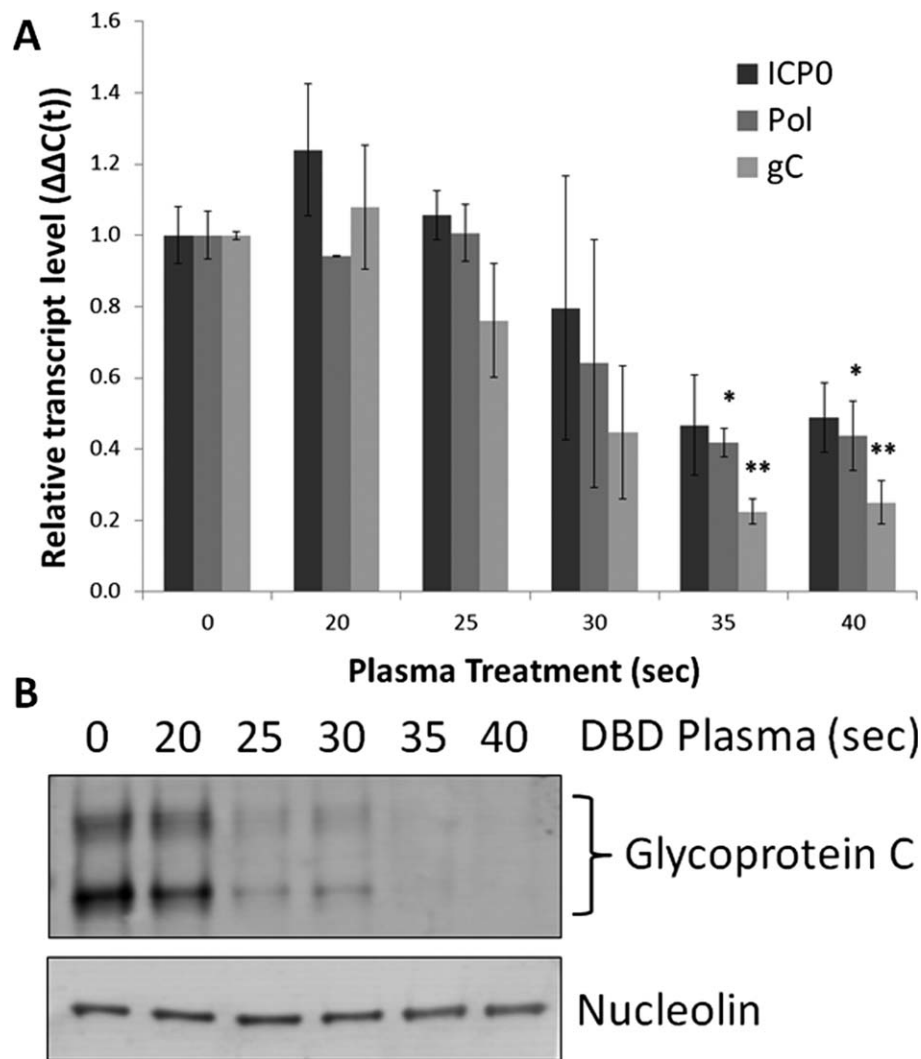 A
Relative transcript level (ΔΔC(t))
1.6
1.4
1.2
1.0
0.8
0.6
0.4
0.2
0.0
ICP0
Pol
gC
*
**
*
**
0 20 25 30 35 40
Plasma Treatment (sec)
B
0 20 25 30 35 40 DBD Plasma (sec)
Glycoprotein C
Nucleolin